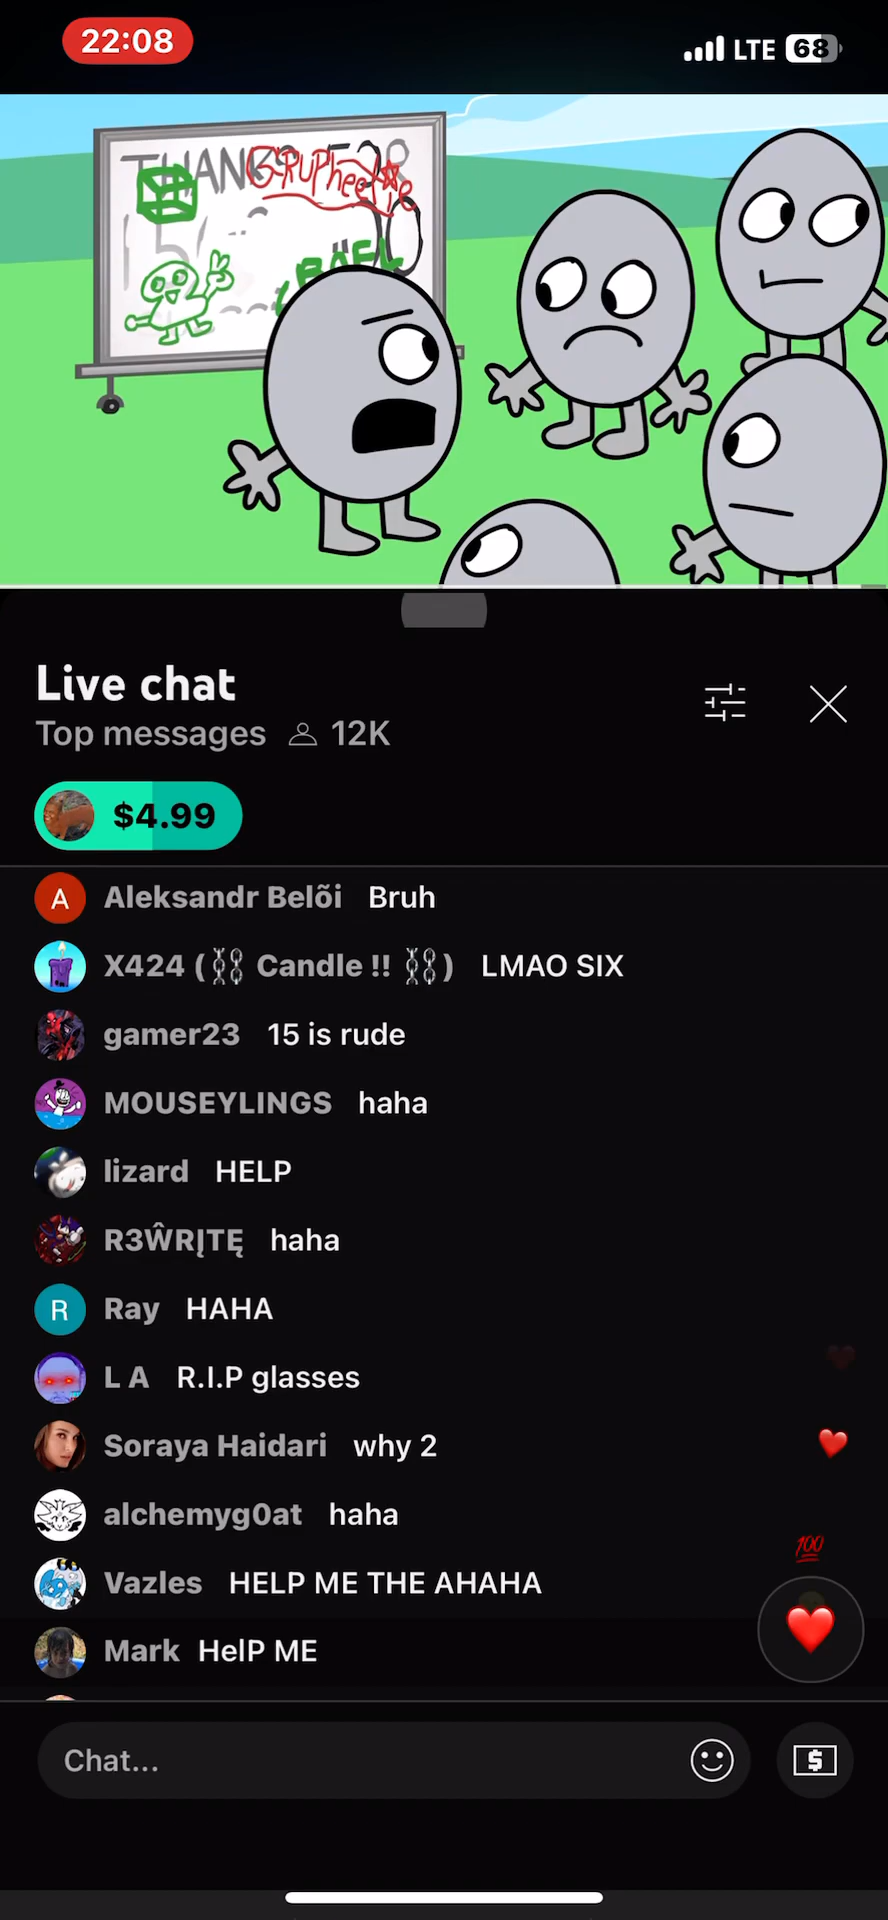 22:08
LTE 68
THANKS FOR
Live chat
Top messages 12K
$4.99
A Aleksandr Belõi Bruh
X424 (⛓️⛓️ Candle !! ⛓️⛓️) LMAO SIX
gamer23 15 is rude
MOUSEYLINGS haha
lizard HELP
R3ŴRĮTĘ haha
R Ray HAHA
L A R.I.P glasses
Soraya Haidari why 2
alchemyg0at haha
💯
Vazles HELP ME THE AHAHA
Mark HelP ME
Chat...
$